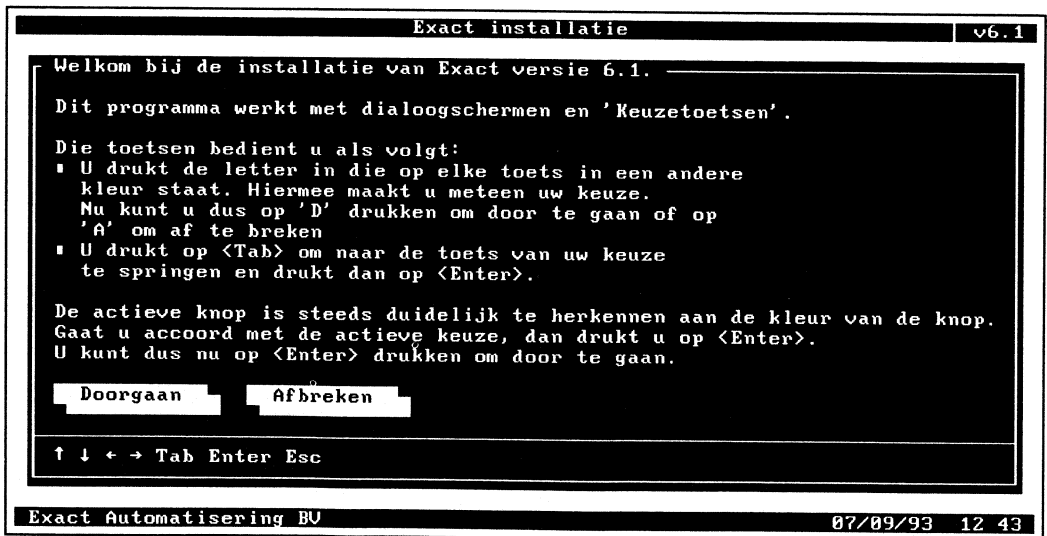 Exact installatie v6.1
Welkom bij de installatie van Exact versie 6.1.
Dit programma werkt met dialoogschermen en 'Keuzetoetsen'.
Die toetsen bedient u als volgt:
▪ U drukt de letter in die op elke toets in een andere
kleur staat. Hiermee maakt u meteen uw keuze.
Nu kunt u dus op 'D' drukken om door te gaan of op
'A' om af te breken
▪ U drukt op <Tab> om naar de toets van uw keuze
te springen en drukt dan op <Enter>.
De actieve knop is steeds duidelijk te herkennen aan de kleur van de knop.
Gaat u accoord met de actieve keuze, dan drukt u op <Enter>.
U kunt dus nu op <Enter> drukken om door te gaan.
Doorgaan Afbreken
↑ ↓ ← → Tab Enter Esc
Exact Automatisering BV 07/09/93 12 43